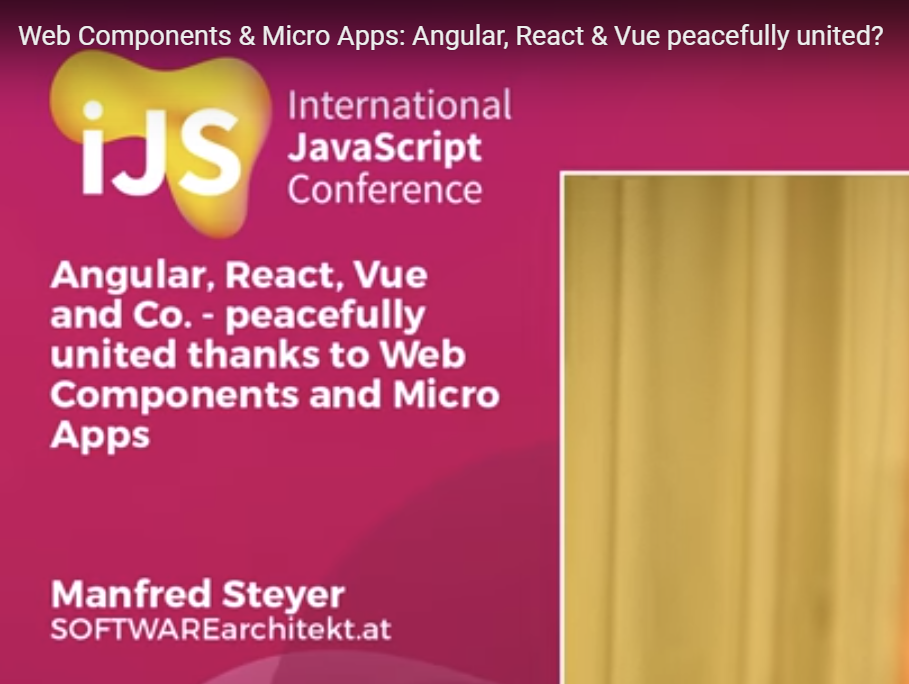 Web Components & Micro Apps: Angular, React & Vue peacefully united?
iJS
International
JavaScript
Conference
Angular, React, Vue
and Co. - peacefully
united thanks to Web
Components and Micro
Apps
Manfred Steyer
SOFTWAREarchitekt.at